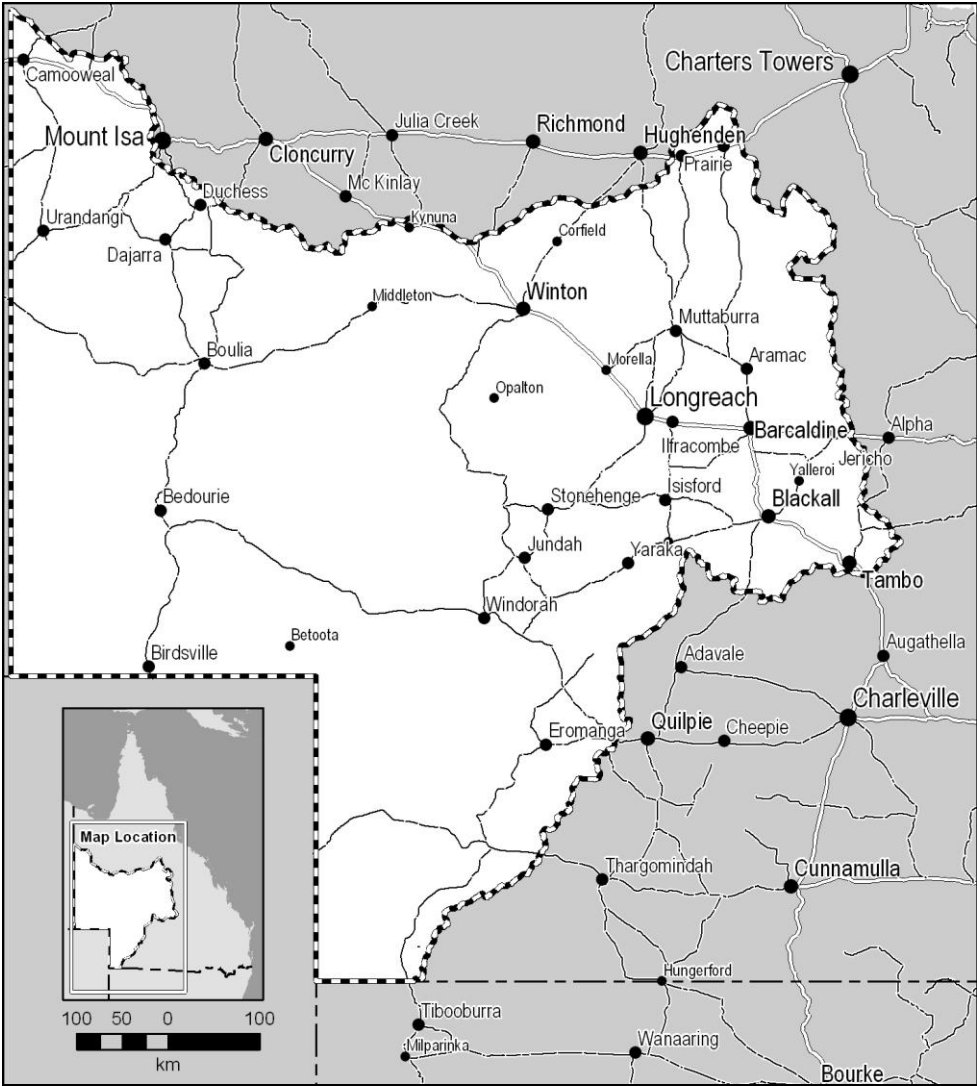 Charters Towers
Camooweal
Julia Creek
Richmond
Mount Isa
Hughenden
Cloncurry
Prairie
Mc Kinlay
Duchess
Urandangi
Kynuna
Corfield
Dajarra
Middleton
Winton
Muttaburra
Boulia
Morella
Aramac
Opalton
Longreach
Alpha
Barcaldine
Ilfracombe
Jericho
Yalleroi
Bedourie
Stonehenge
Isisford
Blackall
Jundah
Yaraka
Tambo
Windorah
Betoota
Augathella
Birdsville
Adavale
Charleville
Eromanga
Quilpie
Cheepie
Map Location
Thargomindah
Cunnamulla
Hungerford
100 50 0 100
km
Tibooburra
Milparinka
Wanaaring
Bourke